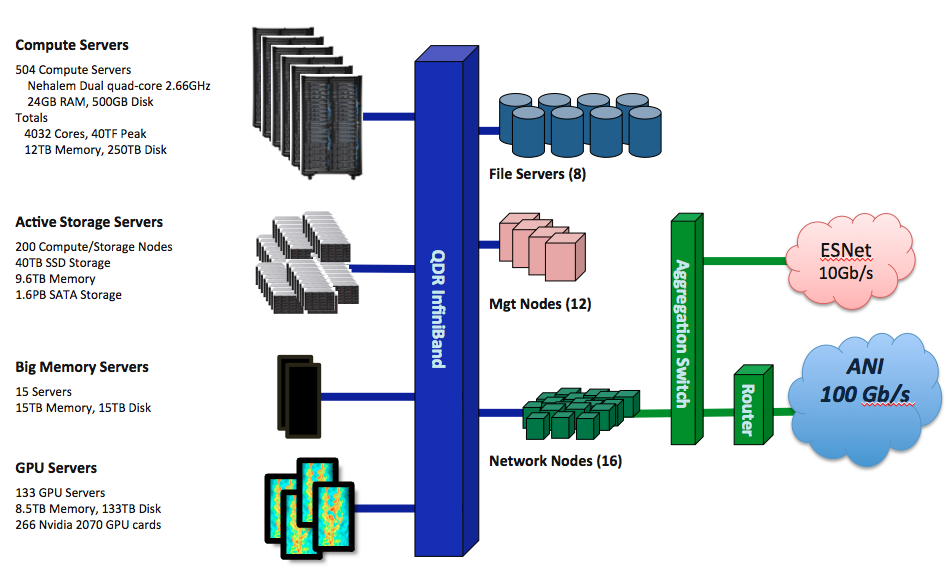 Compute Servers
504 Compute Servers
Nehalem Dual quad-core 2.66GHz
24GB RAM, 500GB Disk
Totals
4032 Cores, 40TF Peak
12TB Memory, 250TB Disk
Active Storage Servers
200 Compute/Storage Nodes
40TB SSD Storage
9.6TB Memory
1.6PB SATA Storage
Big Memory Servers
15 Servers
15TB Memory, 15TB Disk
GPU Servers
133 GPU Servers
8.5TB Memory, 133TB Disk
266 Nvidia 2070 GPU cards
QDR InfiniBand
File Servers (8)
Mgt Nodes (12)
Network Nodes (16)
Aggregation Switch
Router
ESNet
10Gb/s
ANI
100 Gb/s